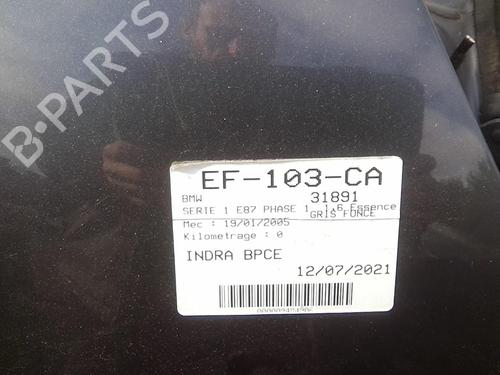 B-PARTS
EF-103-CA
BMW 31891
SERIE 1 E87 PHASE 1 1.6 Essence
GRIS FONCE
Mec : 19/01/2005
Kilometrage : 0
INDRA BPCE
12/07/2021